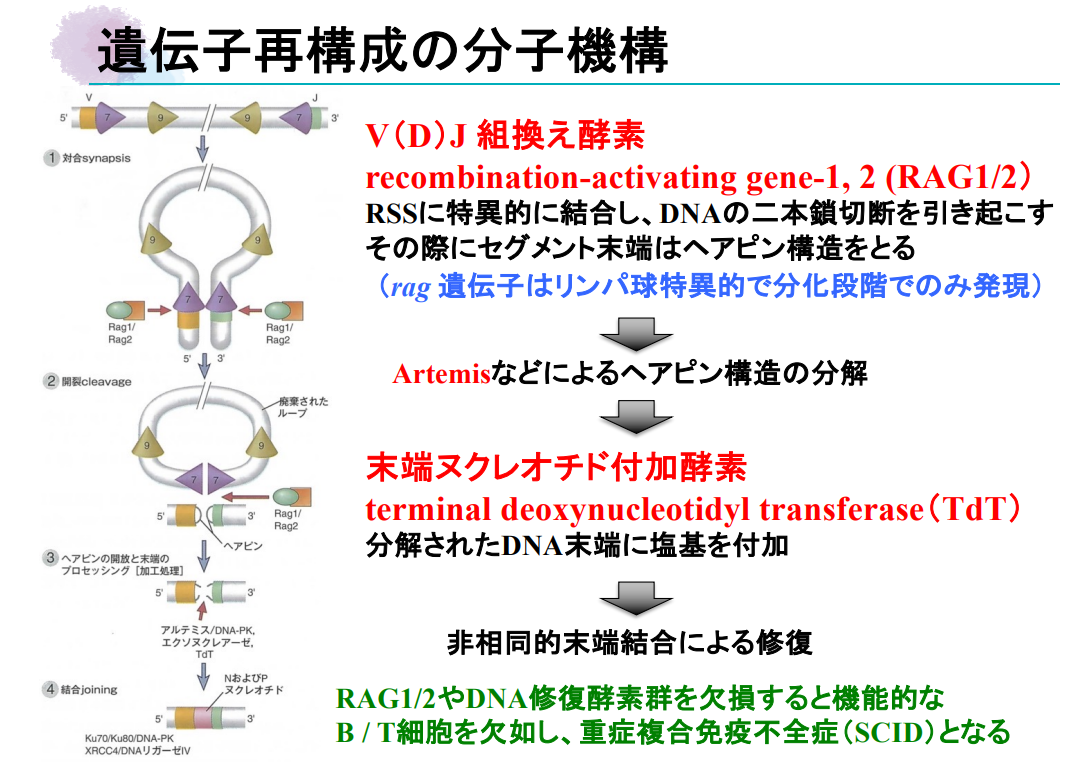 遺伝子再構成の分子機構
V J
5' 7 9 9 7 3'
1 対合synapsis
9 9
7 7
Rag1/
Rag2
Rag1/
Rag2
5' 3'
2 開裂cleavage
廃棄された
ループ
9 9
7 7
5' 3'
Rag1/
Rag2
ヘアピン
3 ヘアピンの開放と末端の
プロセッシング［加工処理］
5' 3'
アルテミス/DNA-PK,
エクソヌクレアーゼ,
TdT
4 結合joining
NおよびP
ヌクレオチド
5' 3'
Ku70/Ku80/DNA-PK
XRCC4/DNAリガーゼIV
V（D）J 組換え酵素
recombination-activating gene-1, 2 (RAG1/2）
RSSに特異的に結合し、DNAの二本鎖切断を引き起こす
その際にセグメント末端はヘアピン構造をとる
（rag 遺伝子はリンパ球特異的で分化段階でのみ発現）
Artemisなどによるヘアピン構造の分解
末端ヌクレオチド付加酵素
terminal deoxynucleotidyl transferase（TdT）
分解されたDNA末端に塩基を付加
非相同的末端結合による修復
RAG1/2やDNA修復酵素群を欠損すると機能的な
B / T細胞を欠如し、重症複合免疫不全症（SCID）となる